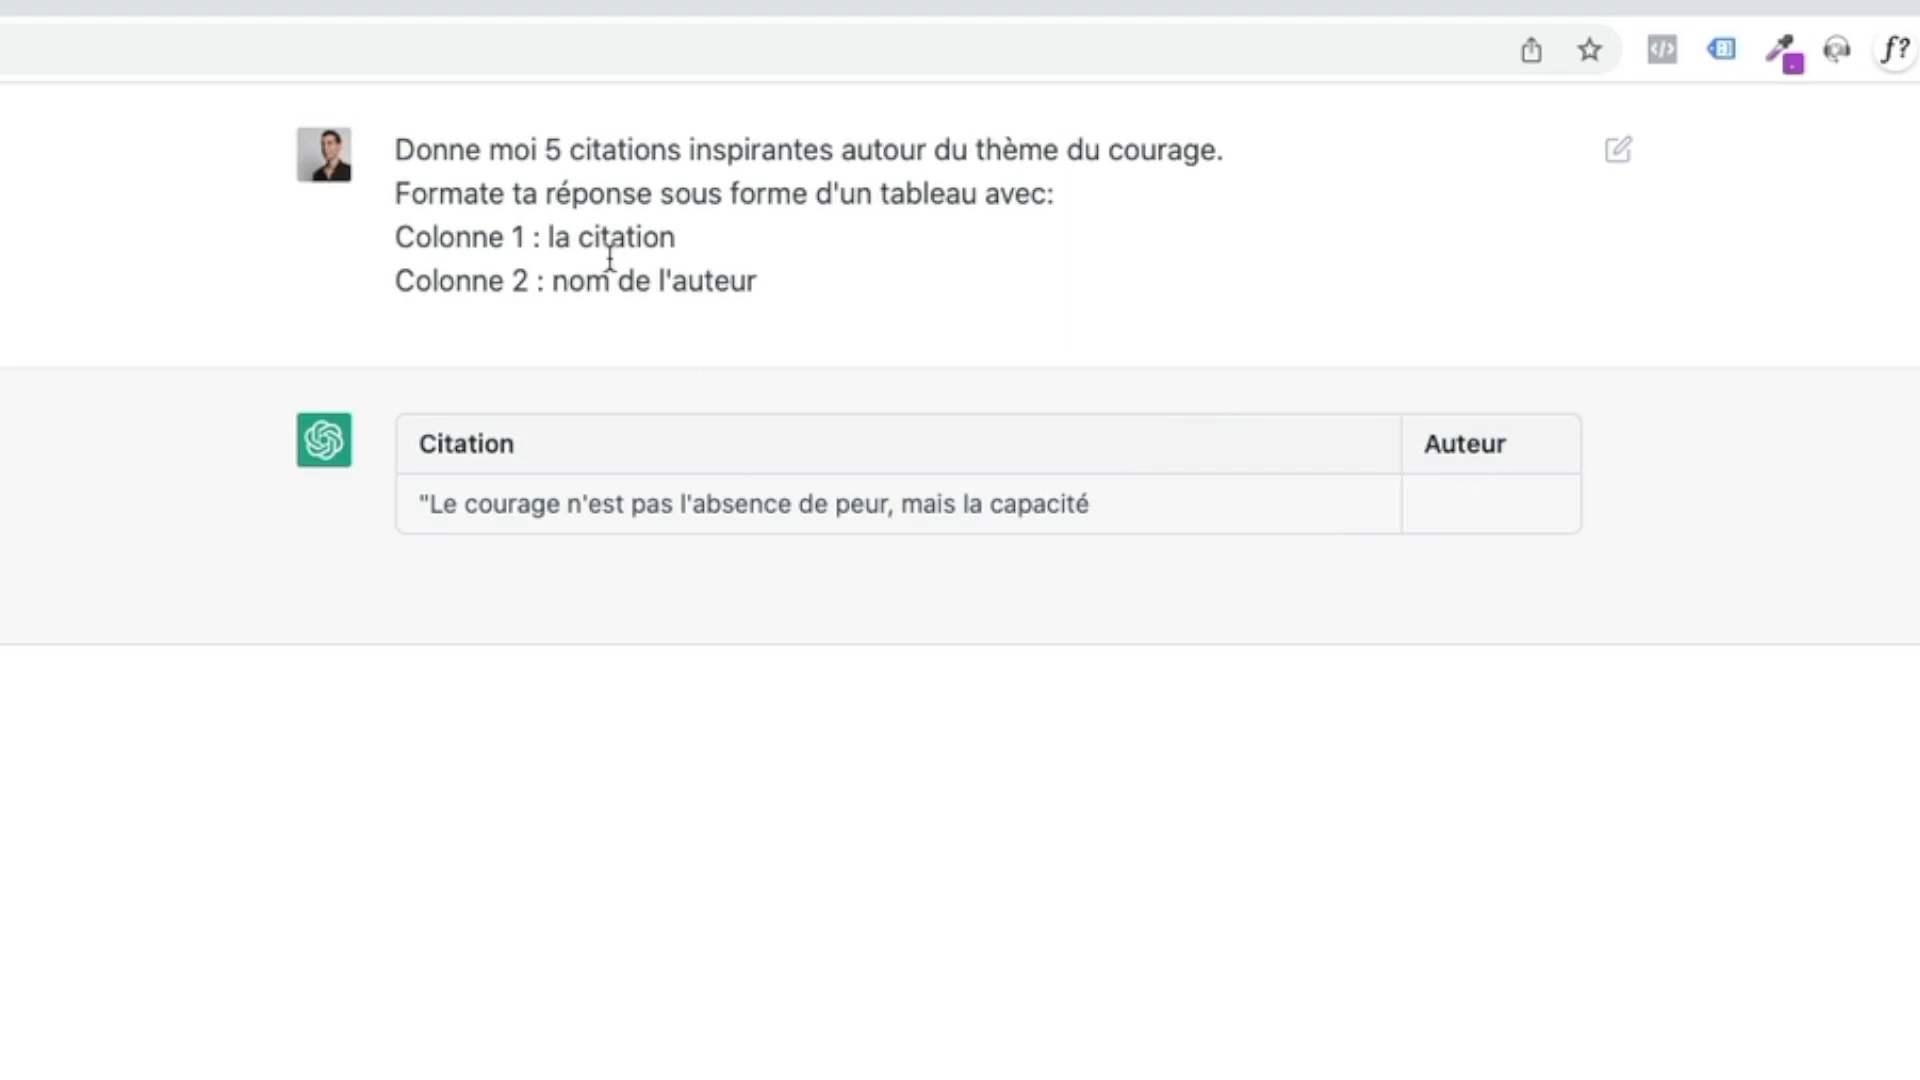 f?
Donne moi 5 citations inspirantes autour du thème du courage.
Formate ta réponse sous forme d'un tableau avec:
Colonne 1 : la citation
Colonne 2 : nom de l'auteur
Citation Auteur
"Le courage n'est pas l'absence de peur, mais la capacité